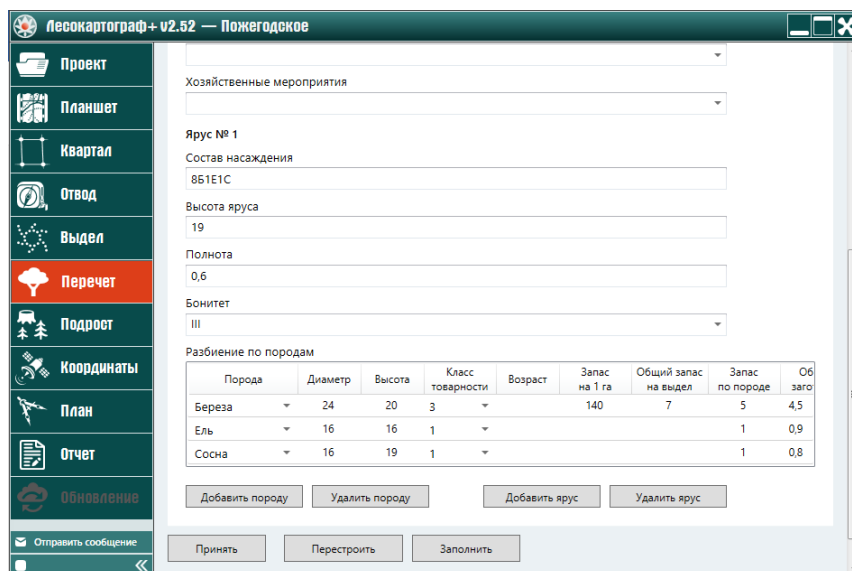 Лесокартограф+ v2.52 — Пожегодское
Проект
Планшет
Квартал
Отвод
Выдел
Перечет
Подрост
Координаты
План
Отчет
Обновление
Отправить сообщение
Хозяйственные мероприятия
Ярус № 1
Состав насаждения
8Б1Е1С
Высота яруса
19
Полнота
0,6
Бонитет
III
Разбиение по породам
Порода Диаметр Высота Класс товарности Возраст Запас на 1 га Общий запас на выдел Запас по породе
Береза 24 20 3 140 7 5 4,5
Ель 16 16 1 1 0,9
Сосна 16 19 1 1 0,8
Добавить породу Удалить породу Добавить ярус Удалить ярус
Принять Перестроить Заполнить